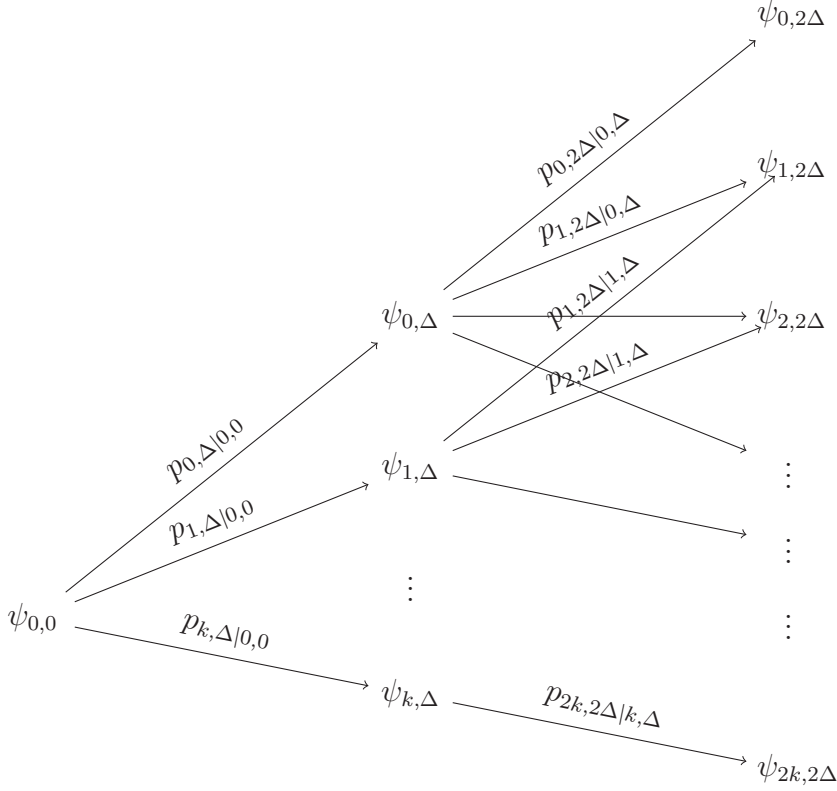 ψ_{0,2Δ}
p_{0,2Δ|0,Δ}
ψ_{1,2Δ}
p_{1,2Δ|0,Δ}
p_{1,2Δ|1,Δ}
ψ_{0,Δ}
ψ_{2,2Δ}
p_{2,2Δ|1,Δ}
p_{0,Δ|0,0}
ψ_{1,Δ}
⋮
p_{1,Δ|0,0}
⋮
⋮
ψ_{0,0}
p_{k,Δ|0,0}
⋮
ψ_{k,Δ}
p_{2k,2Δ|k,Δ}
ψ_{2k,2Δ}